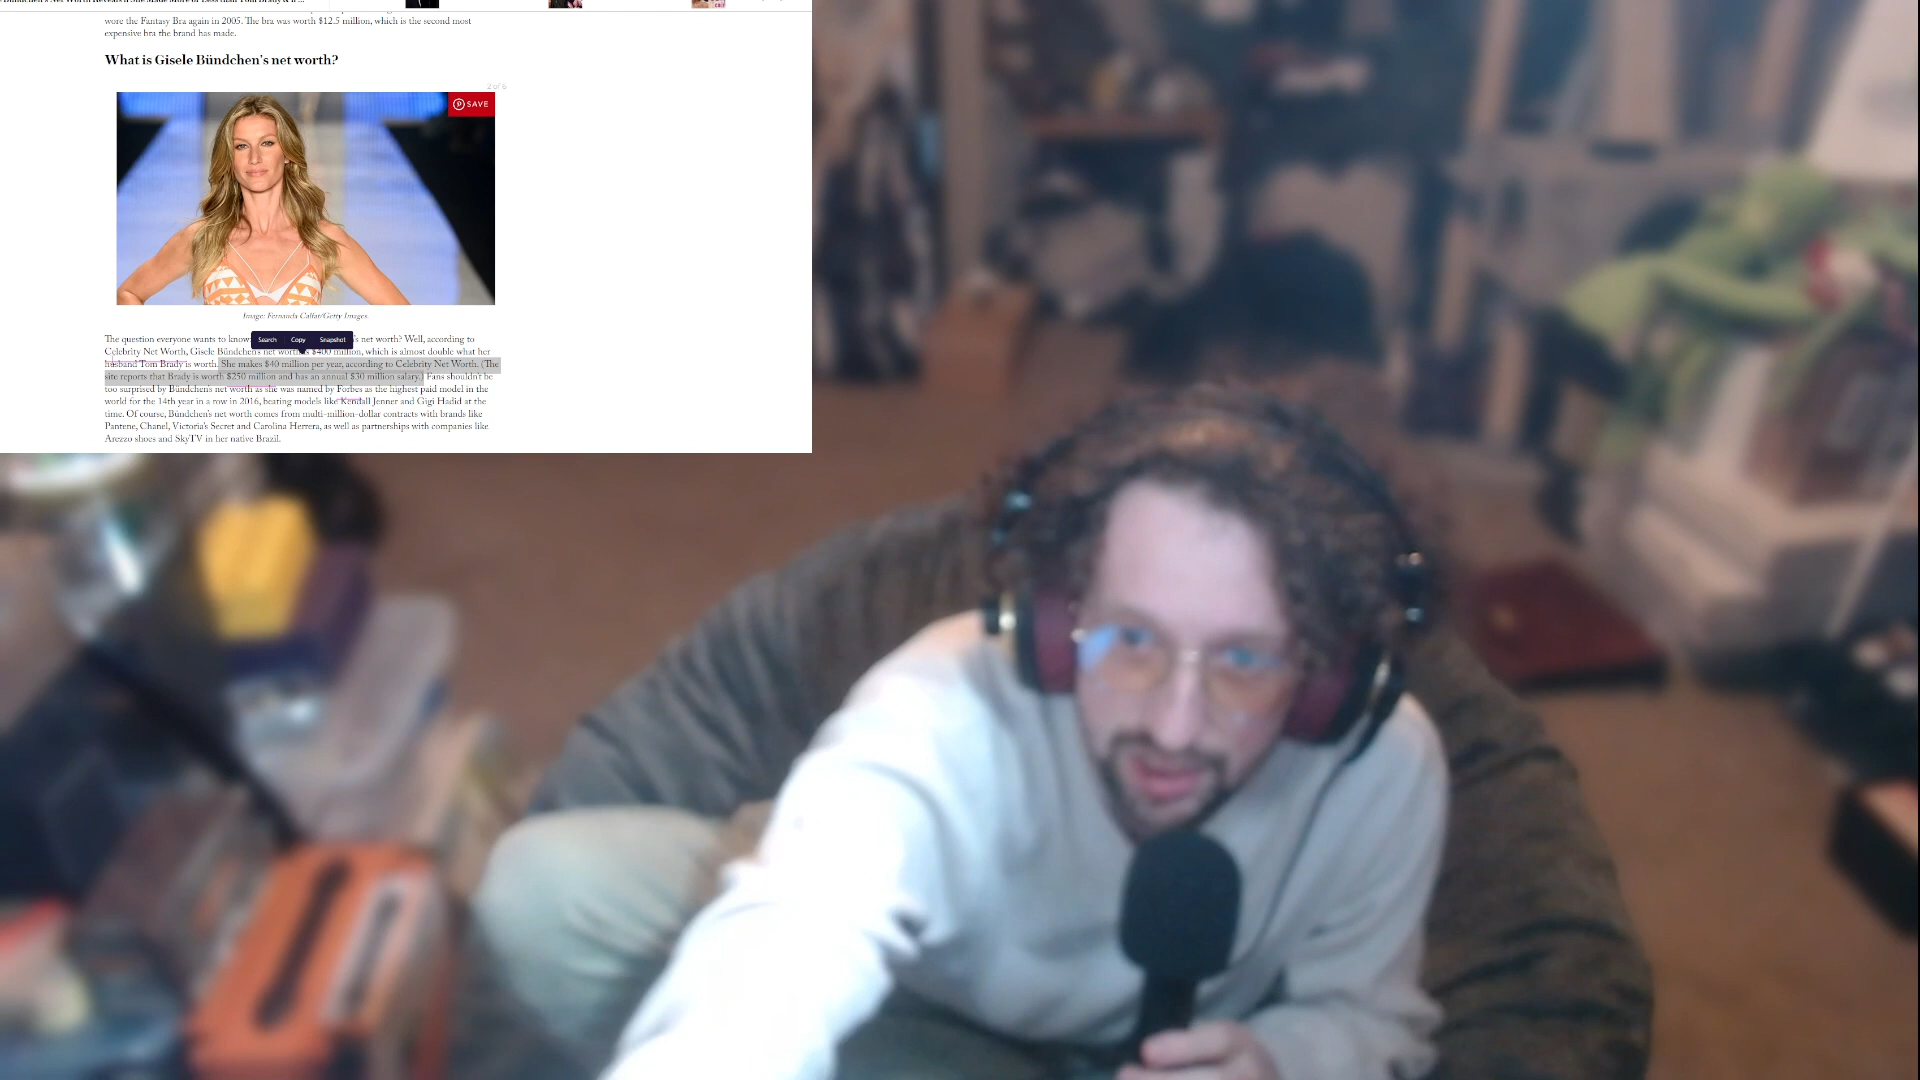 wore the Fantasy Bra again in 2005. The bra was worth $12.5 million, which is the second most
expensive bra the brand has made.
What is Gisele Bündchen's net worth?
2 of 6
SAVE
Image: Fernanda Calfat/Getty Images.
The question everyone wants to know: 's net worth? Well, according to
Search Copy Snapshot
Celebrity Net Worth, Gisele Bündchen's net worth is $400 million, which is almost double what her
husband Tom Brady is worth. She makes $40 million per year, according to Celebrity Net Worth. (The
site reports that Brady is worth $250 million and has an annual $30 million salary.) Fans shouldn't be
too surprised by Bündchen's net worth as she was named by Forbes as the highest paid model in the
world for the 14th year in a row in 2016, beating models like Kendall Jenner and Gigi Hadid at the
time. Of course, Bündchen's net worth comes from multi-million-dollar contracts with brands like
Pantene, Chanel, Victoria's Secret and Carolina Herrera, as well as partnerships with companies like
Arezzo shoes and SkyTV in her native Brazil.